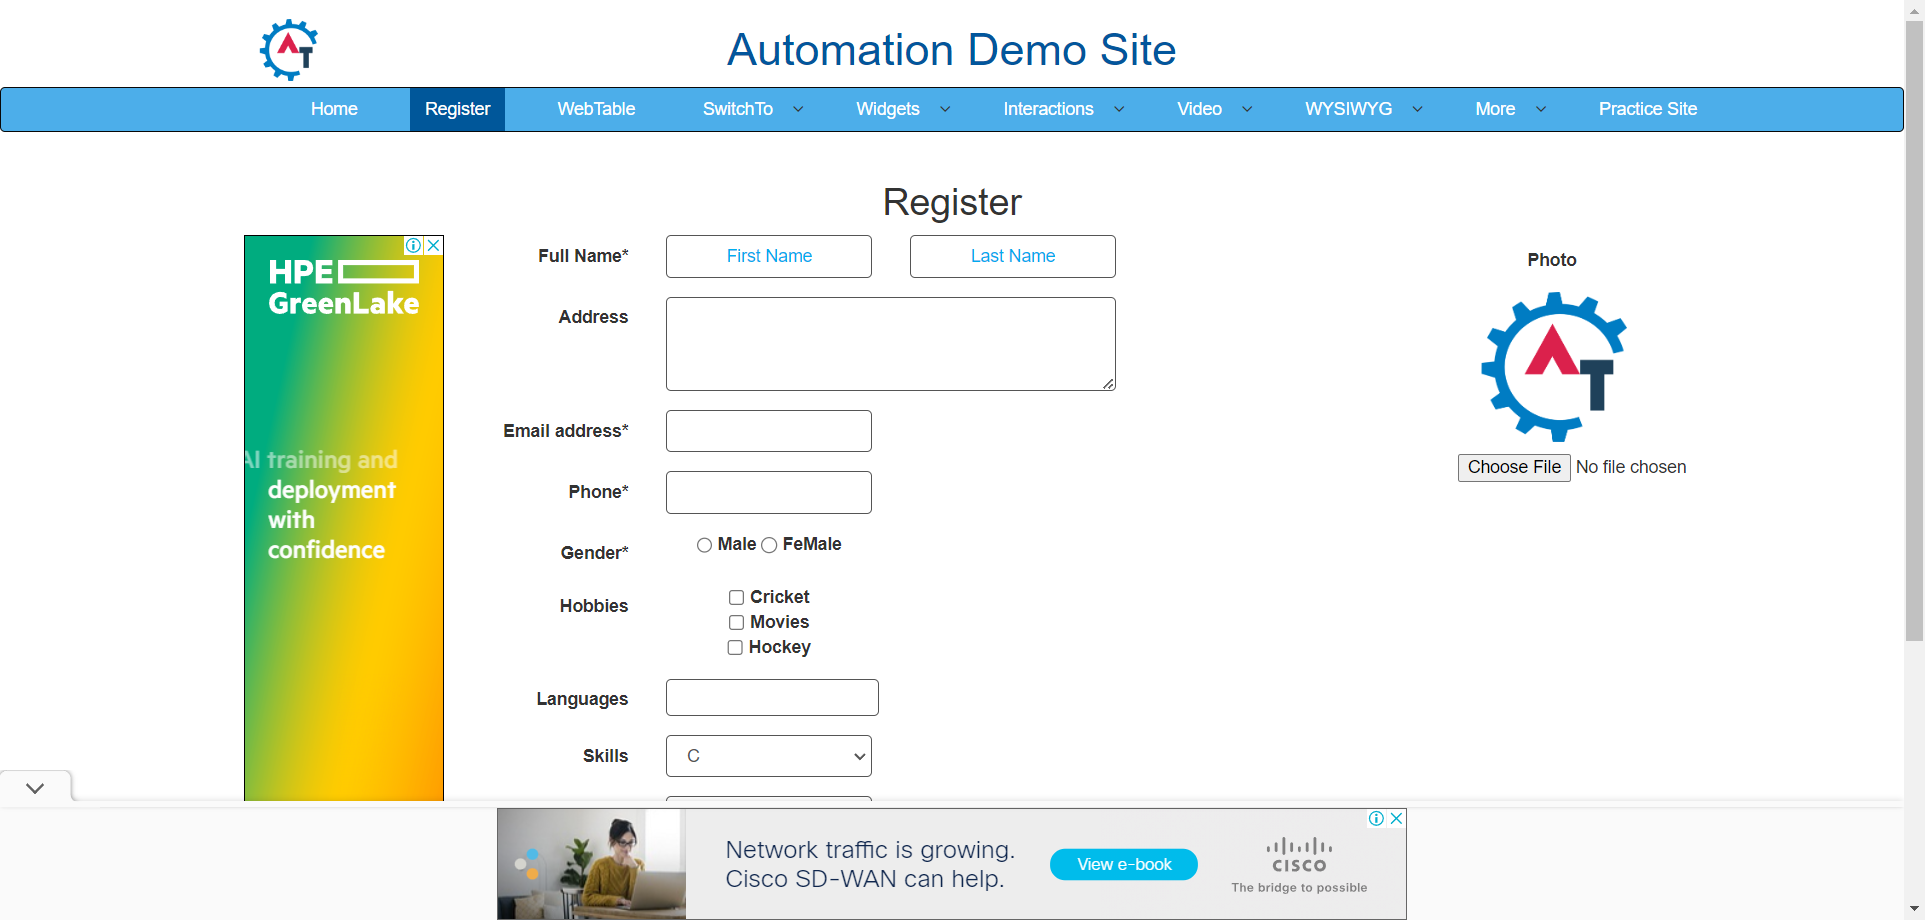 AT
Automation Demo Site
Home Register WebTable SwitchTo Widgets Interactions Video WYSIWYG More Practice Site
Register
HPE
GreenLake
AI training and
deployment
with
confidence
Full Name* First Name Last Name
Address
Email address*
Phone*
Gender* Male FeMale
Hobbies
Cricket
Movies
Hockey
Languages
Skills C
Photo
AT
Choose File No file chosen
Network traffic is growing.
Cisco SD-WAN can help.
View e-book
CISCO
The bridge to possible